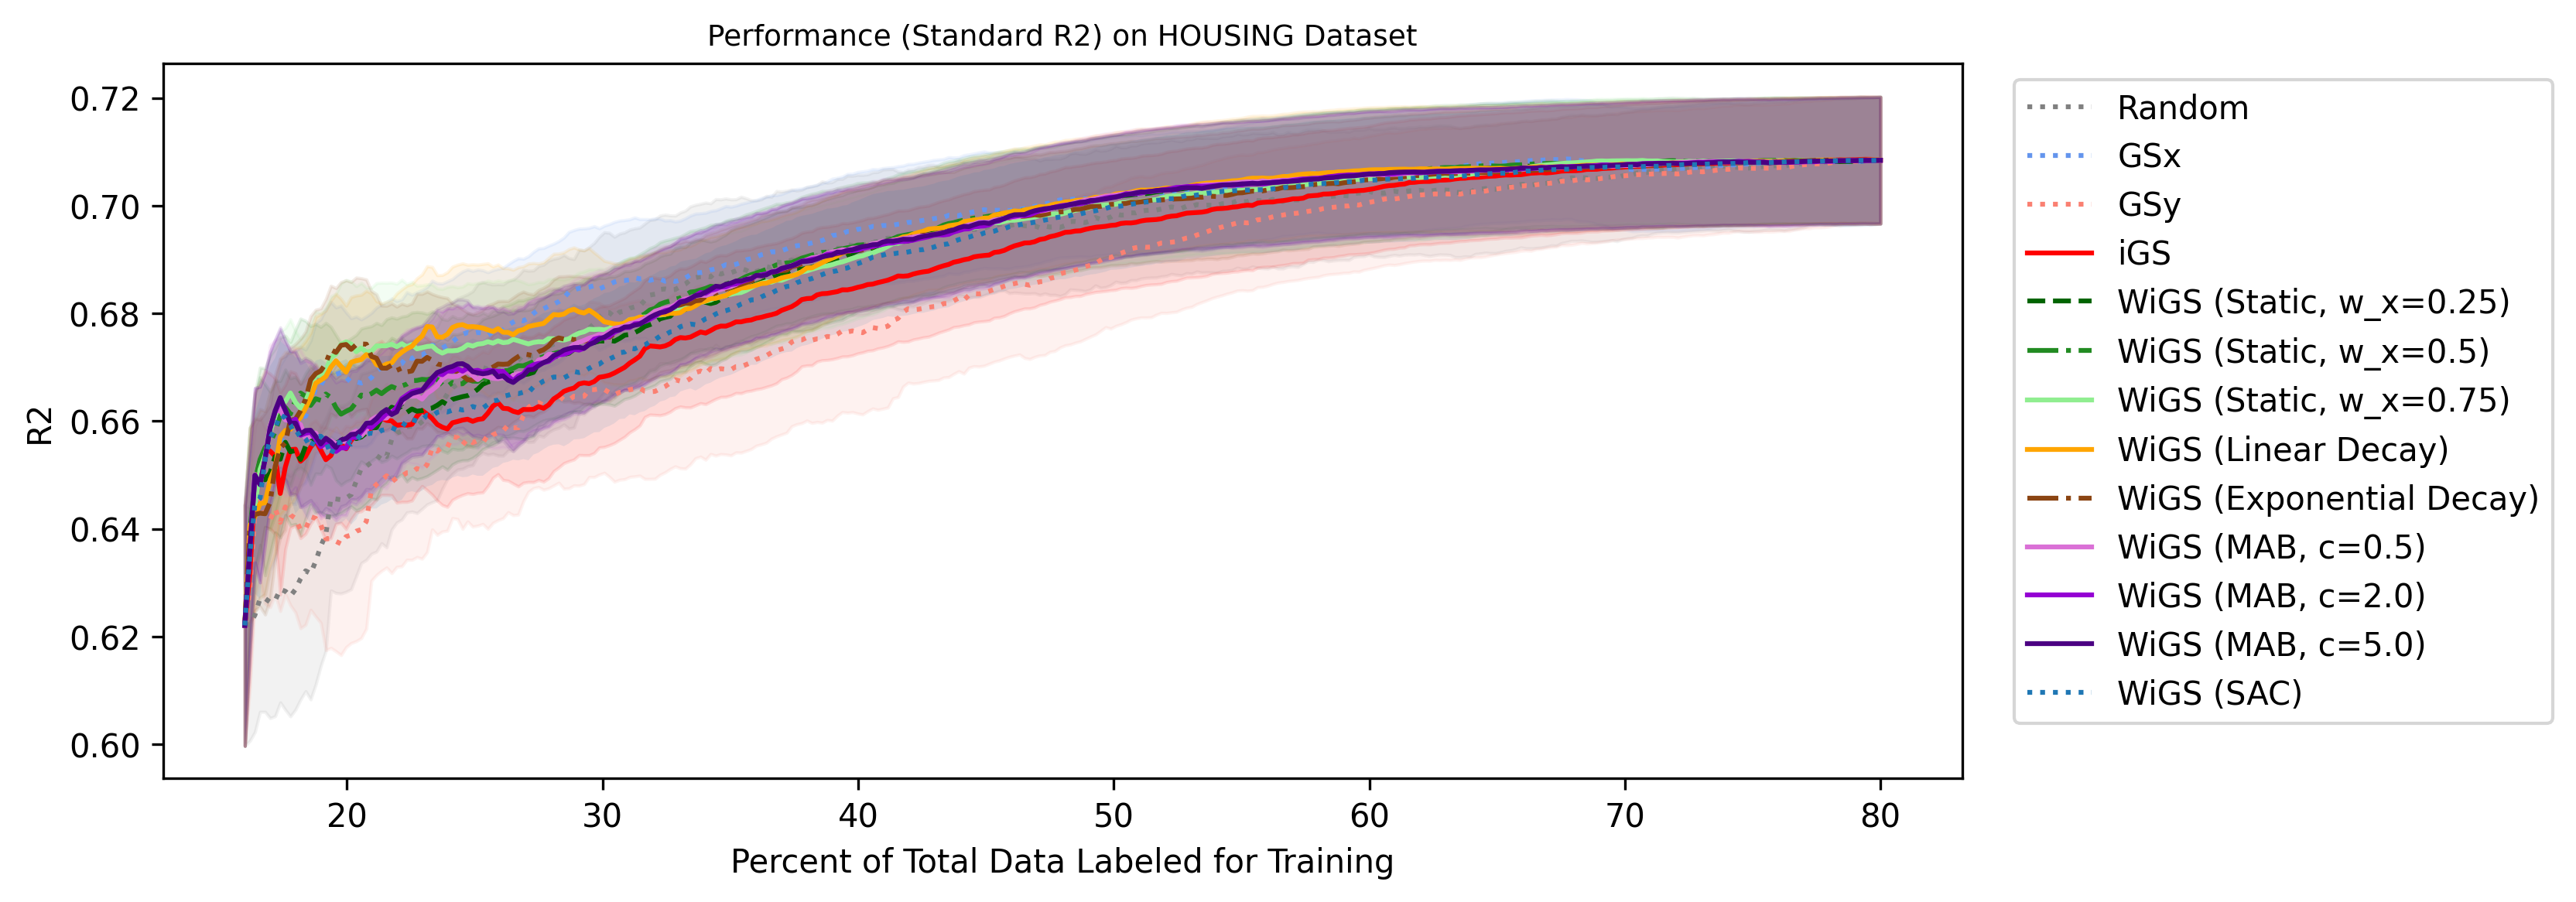 Performance (Standard R2) on HOUSING Dataset
0.72
0.70
0.68
0.66
0.64
0.62
0.60
R2
20 30 40 50 60 70 80
Percent of Total Data Labeled for Training
Random
GSx
GSy
iGS
WiGS (Static, w_x=0.25)
WiGS (Static, w_x=0.5)
WiGS (Static, w_x=0.75)
WiGS (Linear Decay)
WiGS (Exponential Decay)
WiGS (MAB, c=0.5)
WiGS (MAB, c=2.0)
WiGS (MAB, c=5.0)
WiGS (SAC)